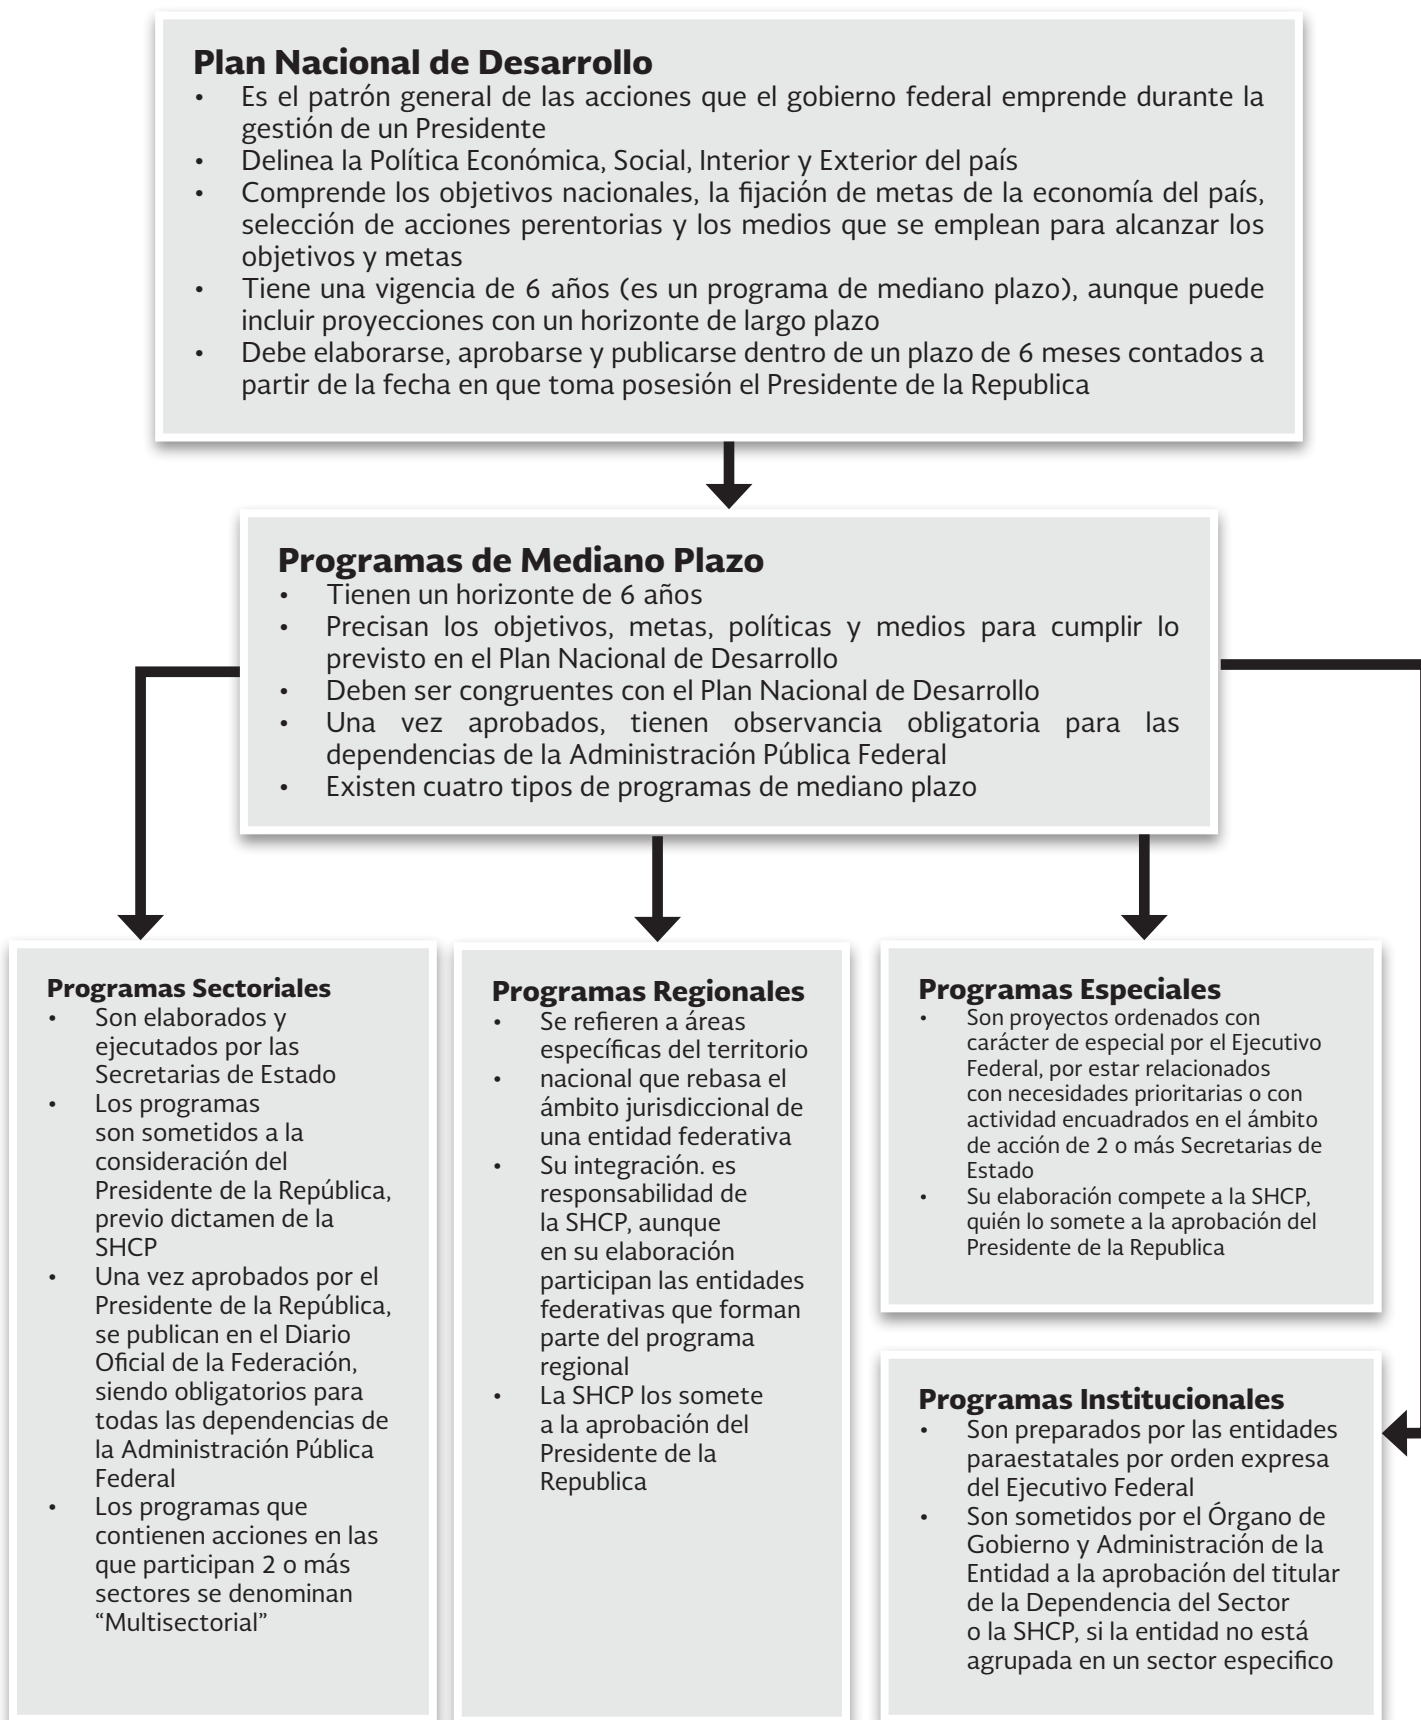 Plan Nacional de Desarrollo
• Es el patrón general de las acciones que el gobierno federal emprende durante la
gestión de un Presidente
• Delinea la Política Económica, Social, Interior y Exterior del país
• Comprende los objetivos nacionales, la fijación de metas de la economía del país,
selección de acciones perentorias y los medios que se emplean para alcanzar los
objetivos y metas
• Tiene una vigencia de 6 años (es un programa de mediano plazo), aunque puede
incluir proyecciones con un horizonte de largo plazo
• Debe elaborarse, aprobarse y publicarse dentro de un plazo de 6 meses contados a
partir de la fecha en que toma posesión el Presidente de la Republica
Programas de Mediano Plazo
• Tienen un horizonte de 6 años
• Precisan los objetivos, metas, políticas y medios para cumplir lo
previsto en el Plan Nacional de Desarrollo
• Deben ser congruentes con el Plan Nacional de Desarrollo
• Una vez aprobados, tienen observancia obligatoria para las
dependencias de la Administración Pública Federal
• Existen cuatro tipos de programas de mediano plazo
Programas Sectoriales
• Son elaborados y
ejecutados por las
Secretarias de Estado
• Los programas
son sometidos a la
consideración del
Presidente de la República,
previo dictamen de la
SHCP
• Una vez aprobados por el
Presidente de la República,
se publican en el Diario
Oficial de la Federación,
siendo obligatorios para
todas las dependencias de
la Administración Pública
Federal
• Los programas que
contienen acciones en las
que participan 2 o más
sectores se denominan
“Multisectorial”
Programas Regionales
• Se refieren a áreas
específicas del territorio
• nacional que rebasa el
ámbito jurisdiccional de
una entidad federativa
• Su integración. es
responsabilidad de
la SHCP, aunque
en su elaboración
participan las entidades
federativas que forman
parte del programa
regional
• La SHCP los somete
a la aprobación del
Presidente de la
Republica
Programas Especiales
• Son proyectos ordenados con
carácter de especial por el Ejecutivo
Federal, por estar relacionados
con necesidades prioritarias o con
actividad encuadrados en el ámbito
de acción de 2 o más Secretarias de
Estado
• Su elaboración compete a la SHCP,
quién lo somete a la aprobación del
Presidente de la Republica
Programas Institucionales
• Son preparados por las entidades
paraestatales por orden expresa
del Ejecutivo Federal
• Son sometidos por el Órgano de
Gobierno y Administración de la
Entidad a la aprobación del titular
de la Dependencia del Sector
o la SHCP, si la entidad no está
agrupada en un sector especifico